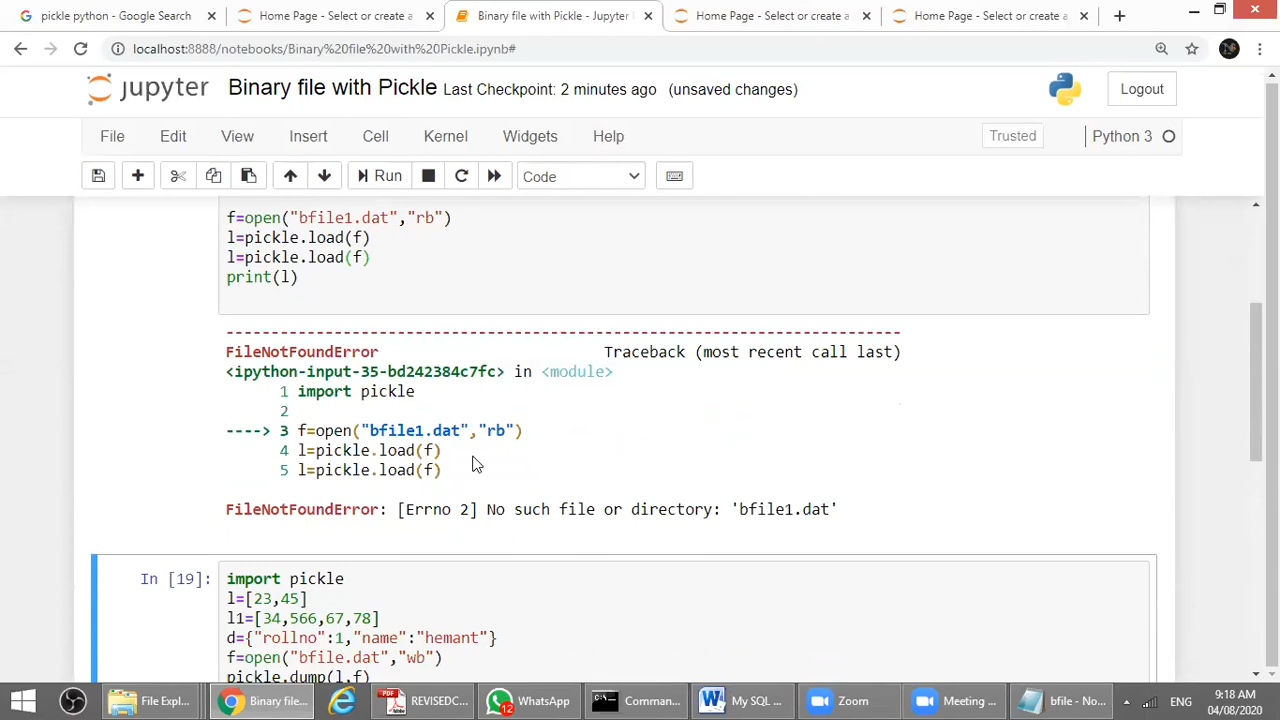 pickle python - Google Search
Home Page - Select or create a
Binary file with Pickle - Jupyter
Home Page - Select or create a
Home Page - Select or create a
localhost:8888/notebooks/Binary%20file%20with%20Pickle.ipynb#
jupyter Binary file with Pickle Last Checkpoint: 2 minutes ago (unsaved changes) Logout
File Edit View Insert Cell Kernel Widgets Help Trusted Python 3
Run Code
f=open("bfile1.dat","rb")
l=pickle.load(f)
l=pickle.load(f)
print(l)
---------------------------------------------------------------------------
FileNotFoundError Traceback (most recent call last)
<ipython-input-35-bd242384c7fc> in <module>
1 import pickle
2
----> 3 f=open("bfile1.dat","rb")
4 l=pickle.load(f)
5 l=pickle.load(f)
FileNotFoundError: [Errno 2] No such file or directory: 'bfile1.dat'
In [19]: import pickle
l=[23,45]
l1=[34,566,67,78]
d={"rollno":1,"name":"hemant"}
f=open("bfile.dat","wb")
pickle.dump(l,f)
File Expl... Binary file... REVISEDC... WhatsApp 12 Comman... My SQL ... Zoom Meeting ... bfile - No... ENG 9:18 AM
04/08/2020